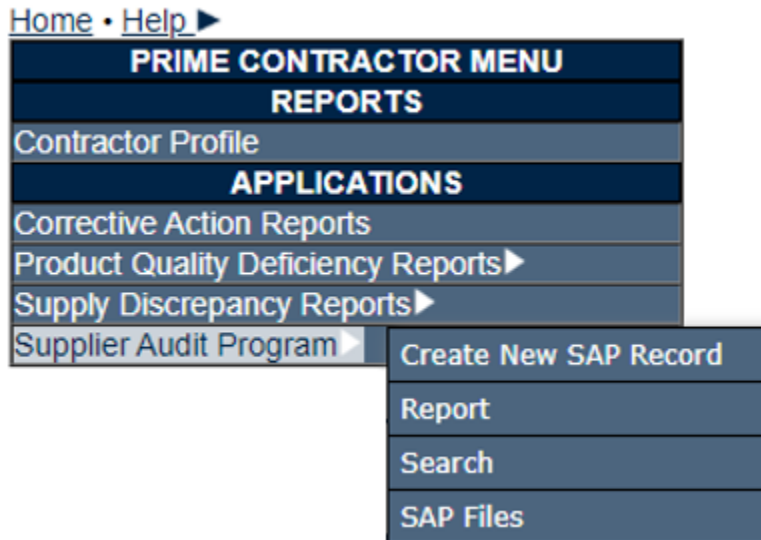 Home • Help ▶
PRIME CONTRACTOR MENU
REPORTS
Contractor Profile
APPLICATIONS
Corrective Action Reports
Product Quality Deficiency Reports▶
Supply Discrepancy Reports▶
Supplier Audit Program▶
Create New SAP Record
Report
Search
SAP Files